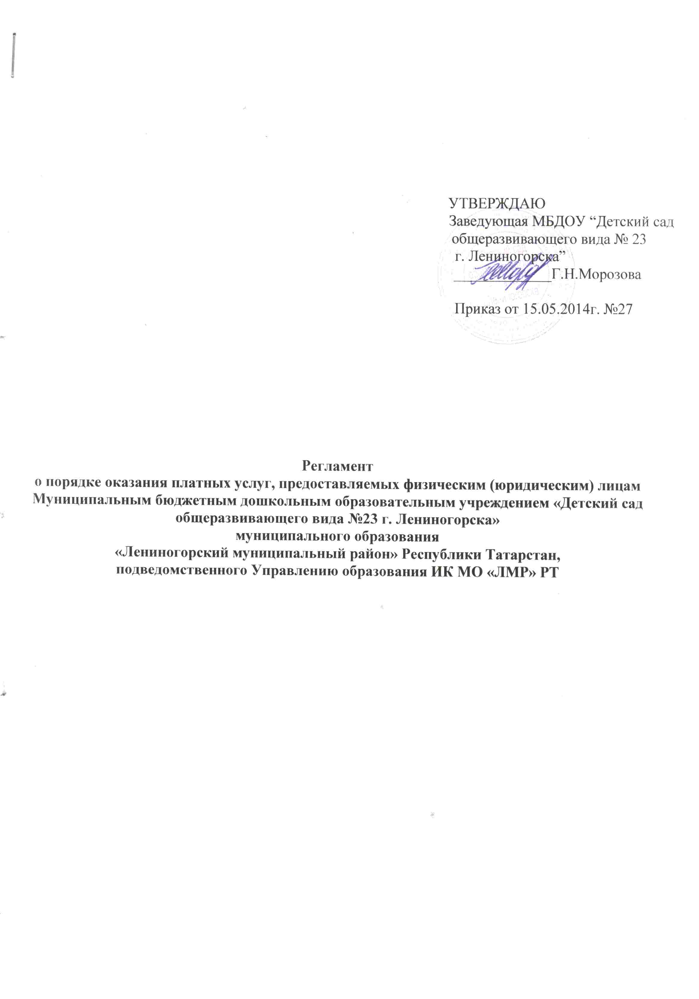 УТВЕРЖДАЮ
Заведующая МБДОУ “Детский сад
общеразвивающего вида № 23
г. Лениногорска”
____________Г.Н.Морозова
Приказ от 15.05.2014г. №27
Регламент
о порядке оказания платных услуг, предоставляемых физическим (юридическим) лицам
Муниципальным бюджетным дошкольным образовательным учреждением «Детский сад
общеразвивающего вида №23 г. Лениногорска»
муниципального образования
«Лениногорский муниципальный район» Республики Татарстан,
подведомственного Управлению образования ИК МО «ЛМР» РТ